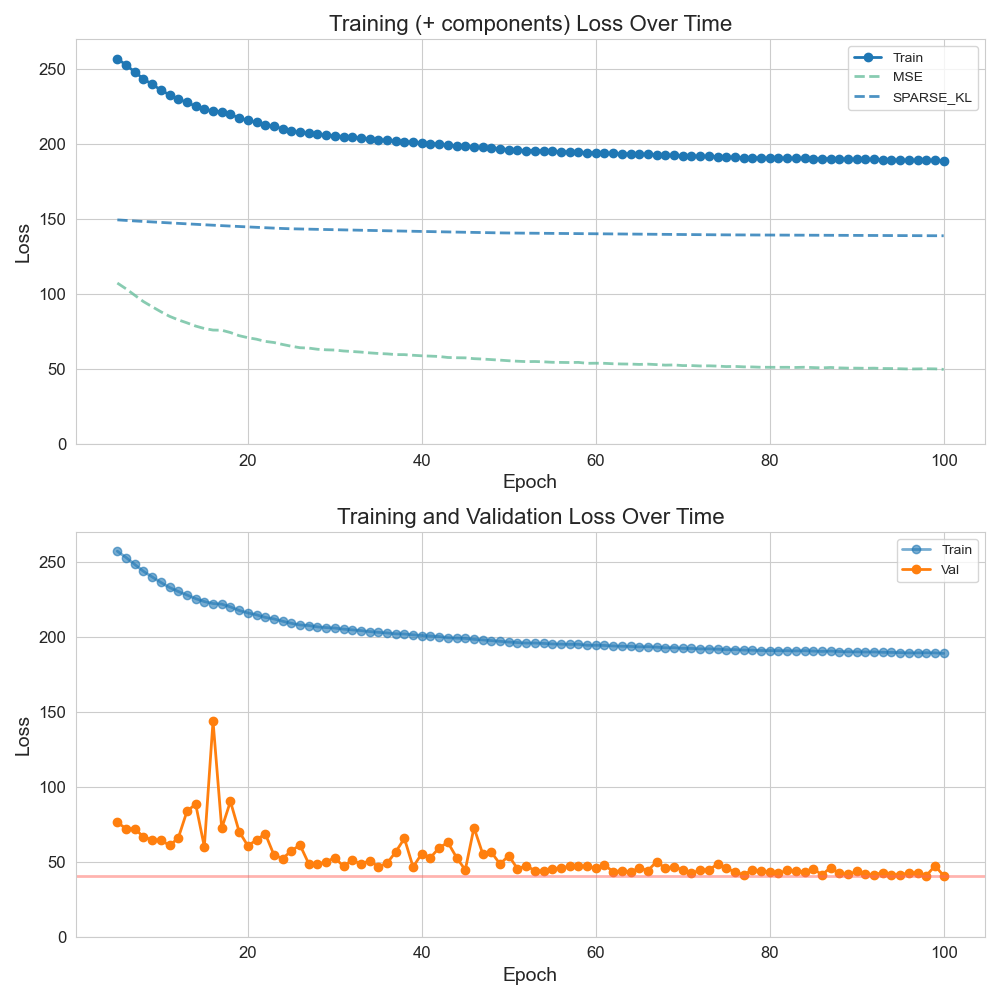 Training (+ components) Loss Over Time
250
200
150
100
50
0
Loss
Train
MSE
SPARSE_KL
20
40
60
80
100
Epoch
Training and Validation Loss Over Time
250
200
150
100
50
0
Loss
Train
Val
20
40
60
80
100
Epoch